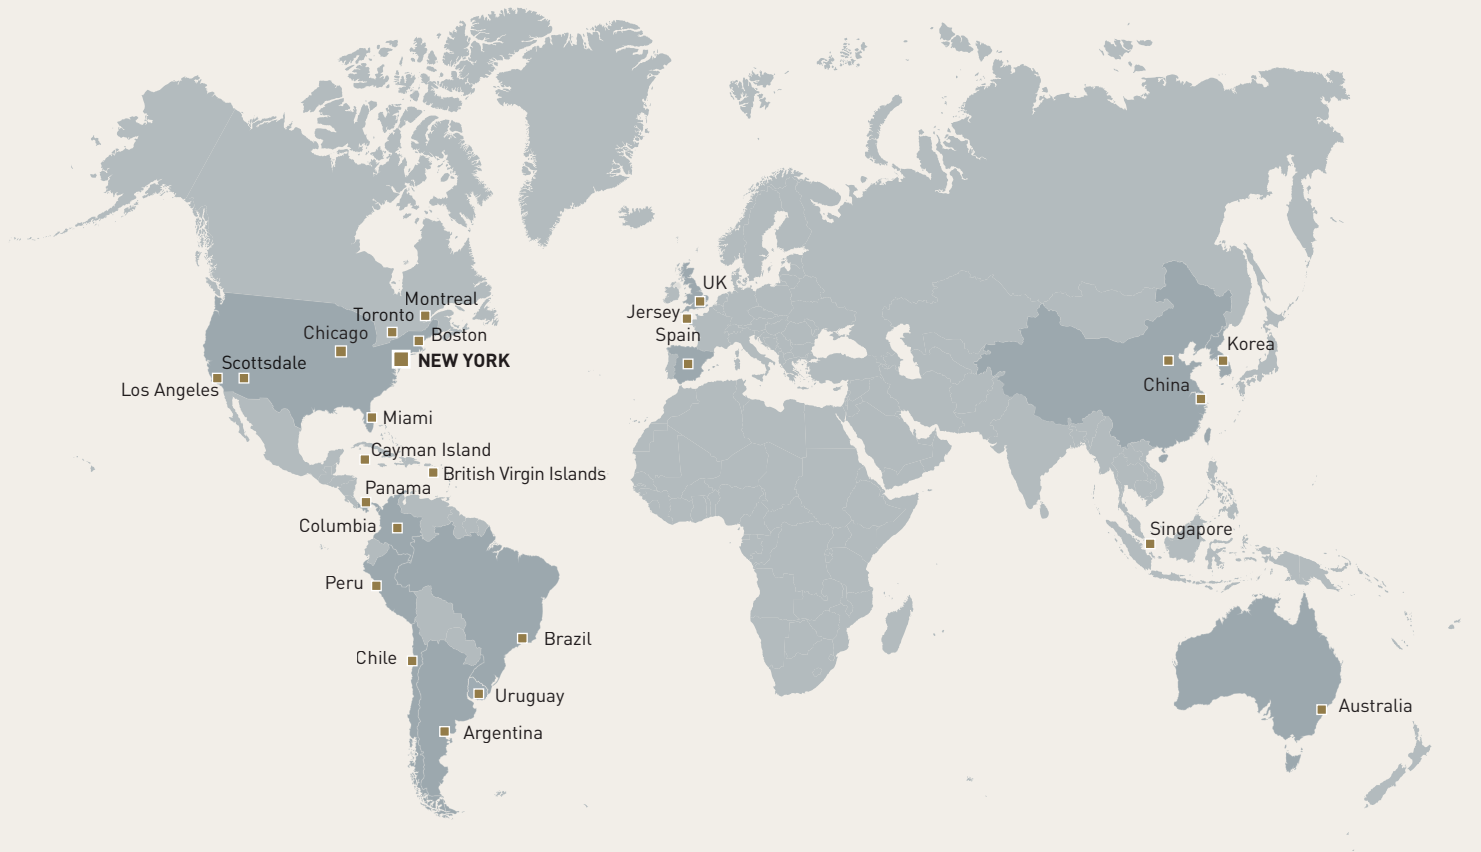 UK
Montreal
Jersey
Toronto
Chicago
Boston
Spain
Korea
NEW YORK
Scottsdale
China
Los Angeles
Miami
Cayman Island
British Virgin Islands
Panama
Columbia
Singapore
Peru
Brazil
Chile
Uruguay
Australia
Argentina